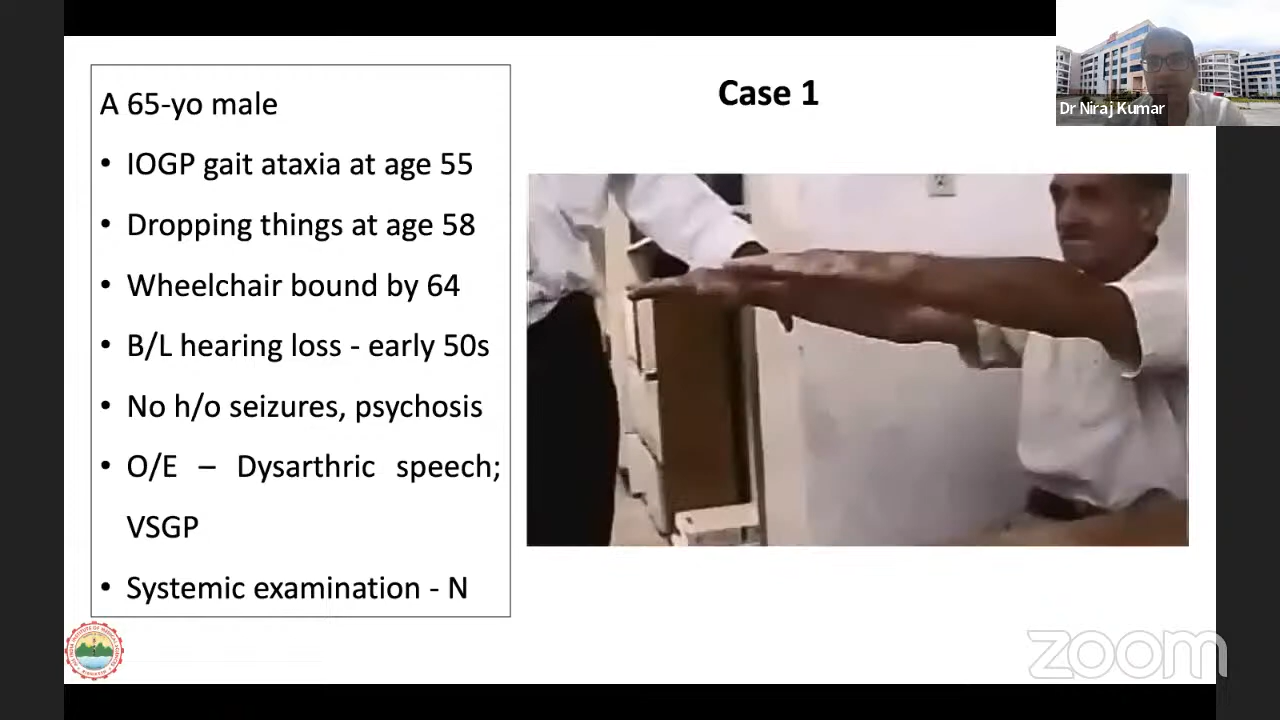 Case 1
Dr Niraj Kumar
A 65-yo male
• IOGP gait ataxia at age 55
• Dropping things at age 58
• Wheelchair bound by 64
• B/L hearing loss - early 50s
• No h/o seizures, psychosis
• O/E – Dysarthric speech;
VSGP
• Systemic examination - N
zoom